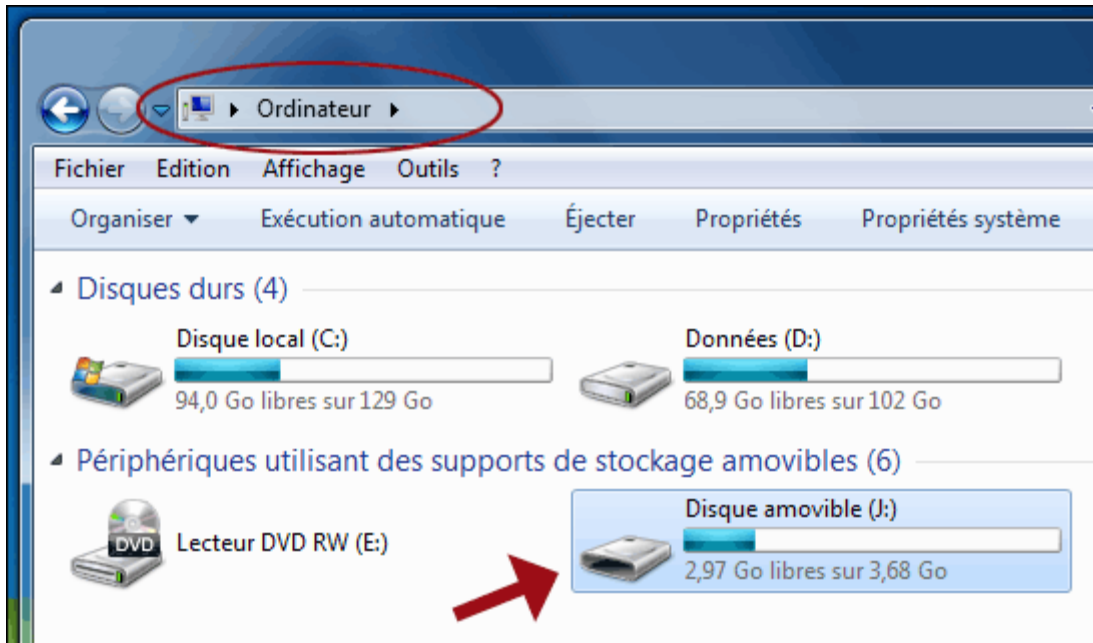 Ordinateur
Fichier Edition Affichage Outils ?
Organiser Exécution automatique Éjecter Propriétés Propriétés système
Disques durs (4)
Disque local (C:) Données (D:)
94,0 Go libres sur 129 Go 68,9 Go libres sur 102 Go
Périphériques utilisant des supports de stockage amovibles (6)
Disque amovible (J:)
DVD Lecteur DVD RW (E:)
2,97 Go libres sur 3,68 Go